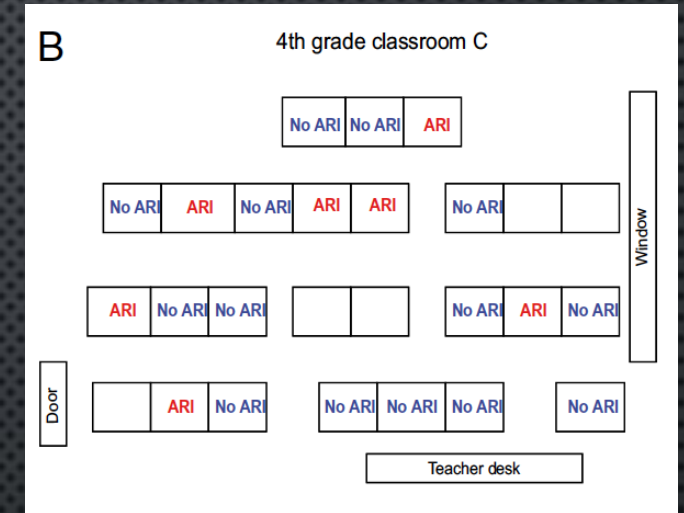 B
4th grade classroom C
No ARI No ARI ARI
No ARI ARI No ARI ARI ARI No ARI
Window
ARI No ARI No ARI No ARI ARI No ARI
Door
ARI No ARI No ARI No ARI No ARI No ARI
Teacher desk